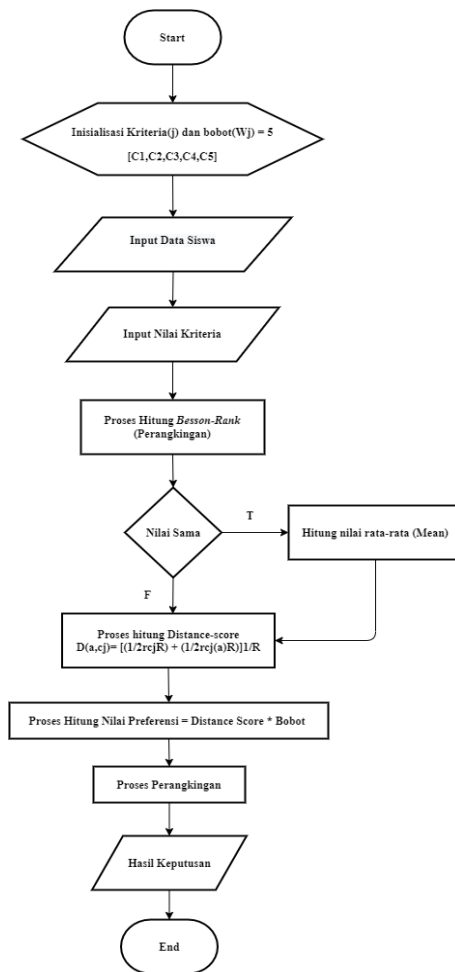 Start
Inisialisasi Kriteria(j) dan bobot(Wj) = 5
[C1,C2,C3,C4,C5]
Input Data Siswa
Input Nilai Kriteria
Proses Hitung Besson-Rank
(Perangkingan)
Nilai Sama
T
Hitung nilai rata-rata (Mean)
F
Proses hitung Distance-score
D(a,cj)= [(1/2rcjR) + (1/2rcj(a)R)]1/R
Proses Hitung Nilai Preferensi = Distance Score * Bobot
Proses Perangkingan
Hasil Keputusan
End